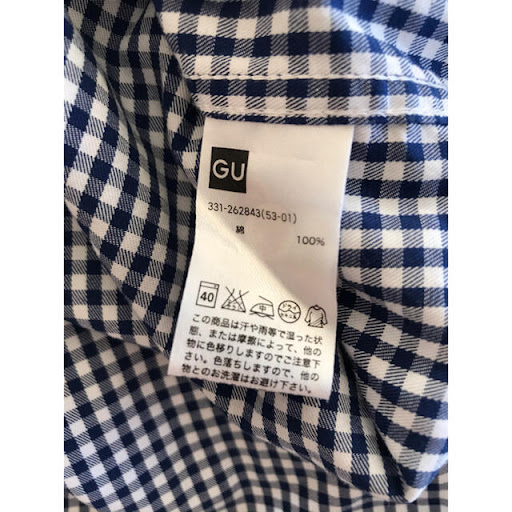 GU
331-262843(53-01)
綿 100%
40 中
この商品は汗や雨等で湿った状
態、または摩擦によって、他の
物に色移りしますのでご注意下
さい。色落ちしますので、他の
物とのお洗濯はお避け下さい。